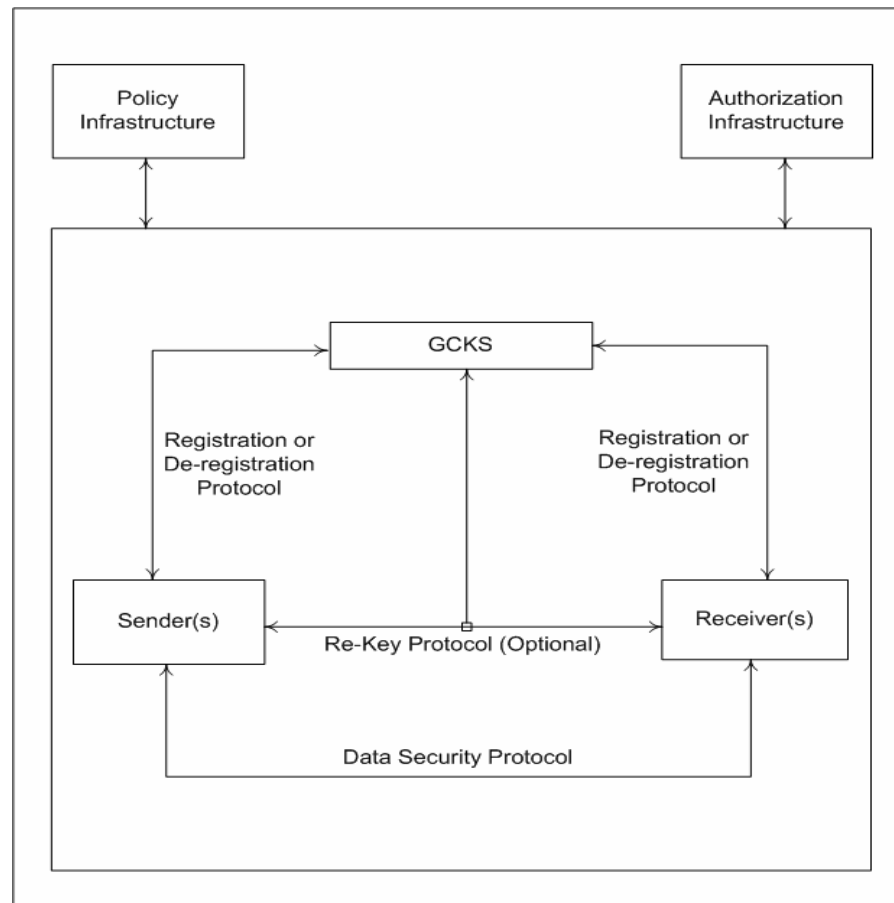 Policy
Infrastructure
Authorization
Infrastructure
GCKS
Registration or
De-registration
Protocol
Registration or
De-registration
Protocol
Sender(s)
Receiver(s)
Re-Key Protocol (Optional)
Data Security Protocol